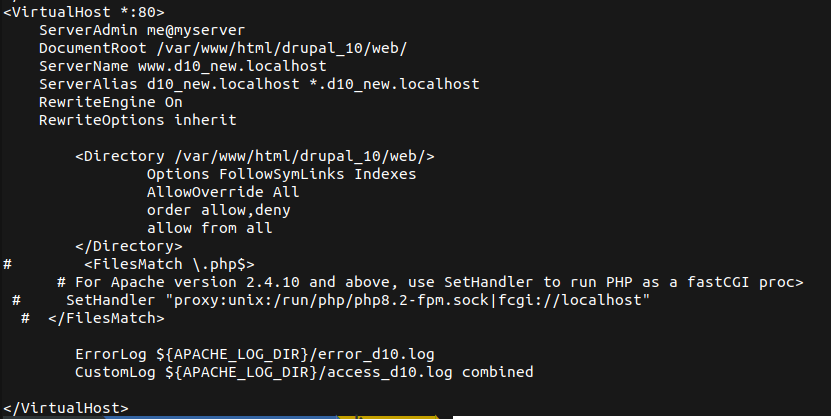 <VirtualHost *:80>
    ServerAdmin me@myserver
    DocumentRoot /var/www/html/drupal_10/web/
    ServerName www.d10_new.localhost
    ServerAlias d10_new.localhost *.d10_new.localhost
    RewriteEngine On
    RewriteOptions inherit

        <Directory /var/www/html/drupal_10/web/>
                Options FollowSymLinks Indexes
                AllowOverride All
                order allow,deny
                allow from all
        </Directory>
#        <FilesMatch \.php$>
      # For Apache version 2.4.10 and above, use SetHandler to run PHP as a fastCGI proc>
 #     SetHandler "proxy:unix:/run/php/php8.2-fpm.sock|fcgi://localhost"
  #  </FilesMatch>

        ErrorLog ${APACHE_LOG_DIR}/error_d10.log
        CustomLog ${APACHE_LOG_DIR}/access_d10.log combined

</VirtualHost>